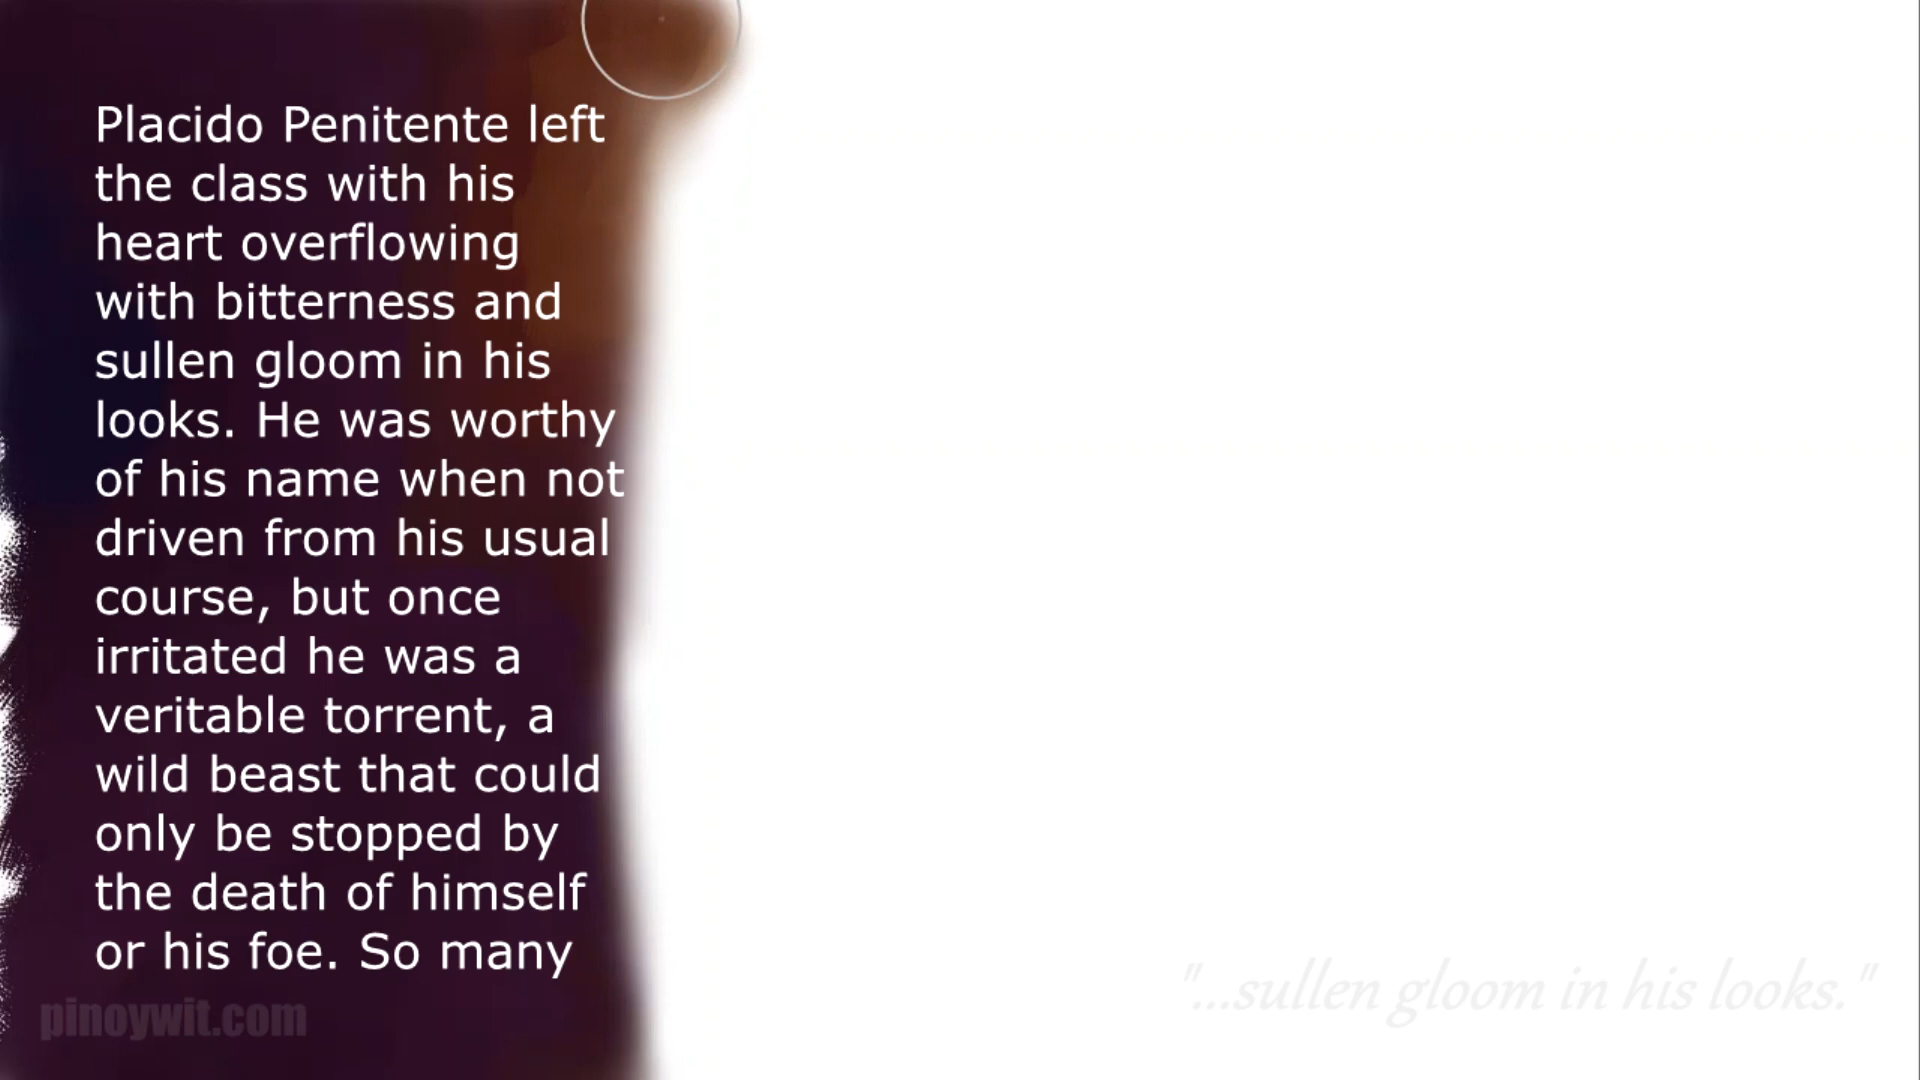 Placido Penitente left
the class with his
heart overflowing
with bitterness and
sullen gloom in his
looks. He was worthy
of his name when not
driven from his usual
course, but once
irritated he was a
veritable torrent, a
wild beast that could
only be stopped by
the death of himself
or his foe. So many
pinoywit.com
"...sullen gloom in his looks."